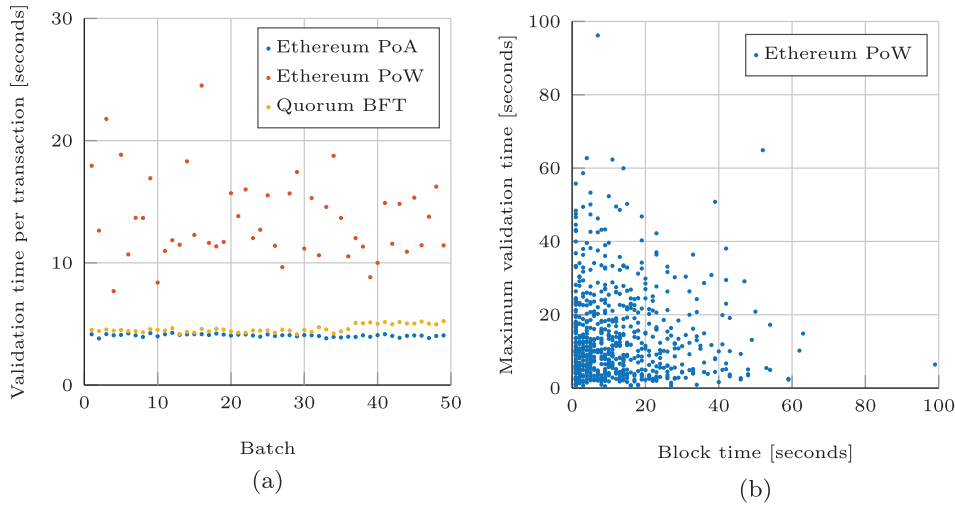 Validation time per transaction [seconds]
30
20
10
0
Ethereum PoA
Ethereum PoW
Quorum BFT
0 10 20 30 40 50
Batch
(a)
Maximum validation time [seconds]
100
80
60
40
20
0
Ethereum PoW
0 20 40 60 80 100
Block time [seconds]
(b)